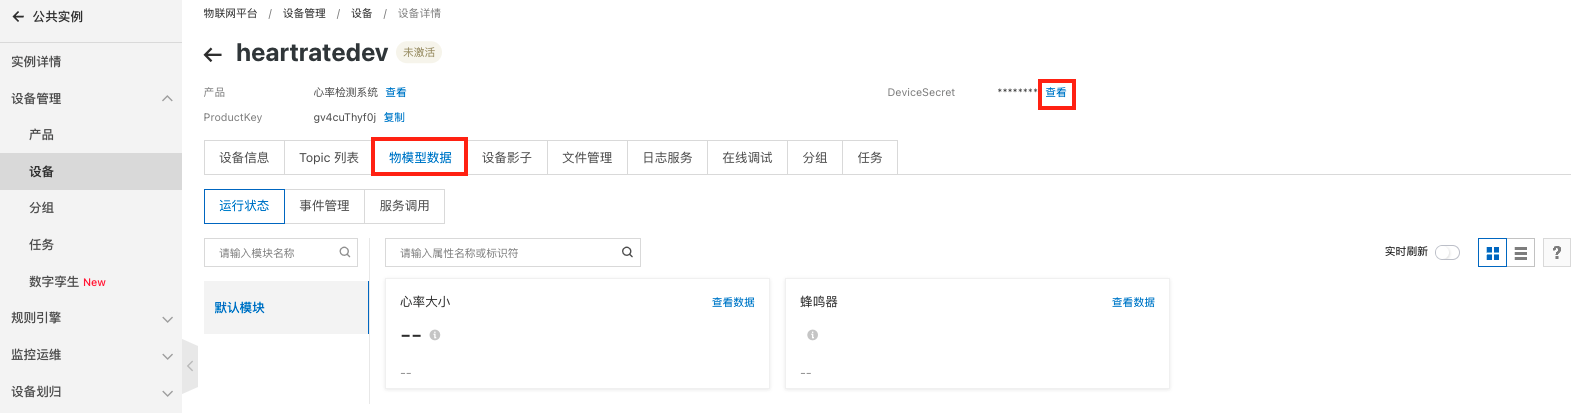 公共实例
实例详情
设备管理
产品
设备
分组
任务
数字孪生 New
规则引擎
监控运维
设备划归
物联网平台 / 设备管理 / 设备 / 设备详情
heartratedev 未激活
产品 心率检测系统 查看 DeviceSecret ******** 查看
ProductKey gv4cuThyf0j 复制
设备信息 Topic 列表 物模型数据 设备影子 文件管理 日志服务 在线调试 分组 任务
运行状态 事件管理 服务调用
请输入模块名称 请输入属性名称或标识符 实时刷新 ?
默认模块
心率大小 查看数据 蜂鸣器 查看数据
--
-- --